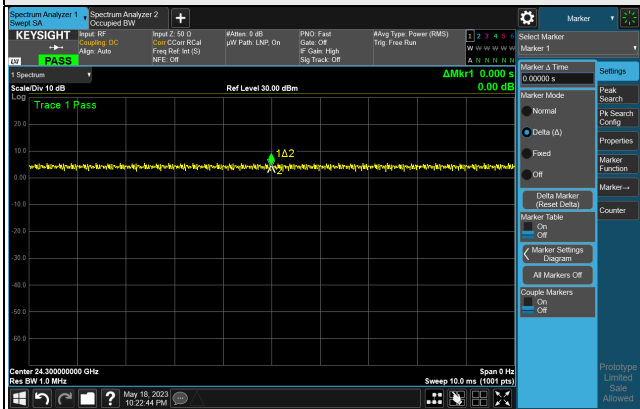 Spectrum Analyzer 1
Swept SA
Spectrum Analyzer 2
Occupied BW
+
Marker
KEYSIGHT
Input: RF
Coupling: DC
Align: Auto
Input Z: 50 Ω
Corr CCorr RCal
Freq Ref: Int (S)
NFE: Off
#Atten: 0 dB
µW Path: LNP, On
PNO: Fast
Gate: Off
IF Gain: High
Sig Track: Off
#Avg Type: Power (RMS)
Trig: Free Run
1 2 3 4 5 6
W W W W W W
A N N N N N
LXI
PASS
Select Marker
Marker 1
1 Spectrum
ΔMkr1 0.000 s
0.00 dB
Scale/Div 10 dB
Ref Level 30.00 dBm
Log
Trace 1 Pass
20.0
10.0
0.00
-10.0
-20.0
-30.0
-40.0
-50.0
-60.0
1Δ2
2
Center 24.300000000 GHz
Res BW 1.0 MHz
Span 0 Hz
Sweep 10.0 ms (1001 pts)
Marker Δ Time
0.00000 s
Marker Mode
Normal
Delta (Δ)
Fixed
Off
Delta Marker
(Reset Delta)
Marker Table
On
Off
Marker Settings
Diagram
All Markers Off
Couple Markers
On
Off
Settings
Peak
Search
Pk Search
Config
Properties
Marker
Function
Marker→
Counter
Prototype
Limited
Sale
Allowed
?
May 18, 2023
10:22:44 PM